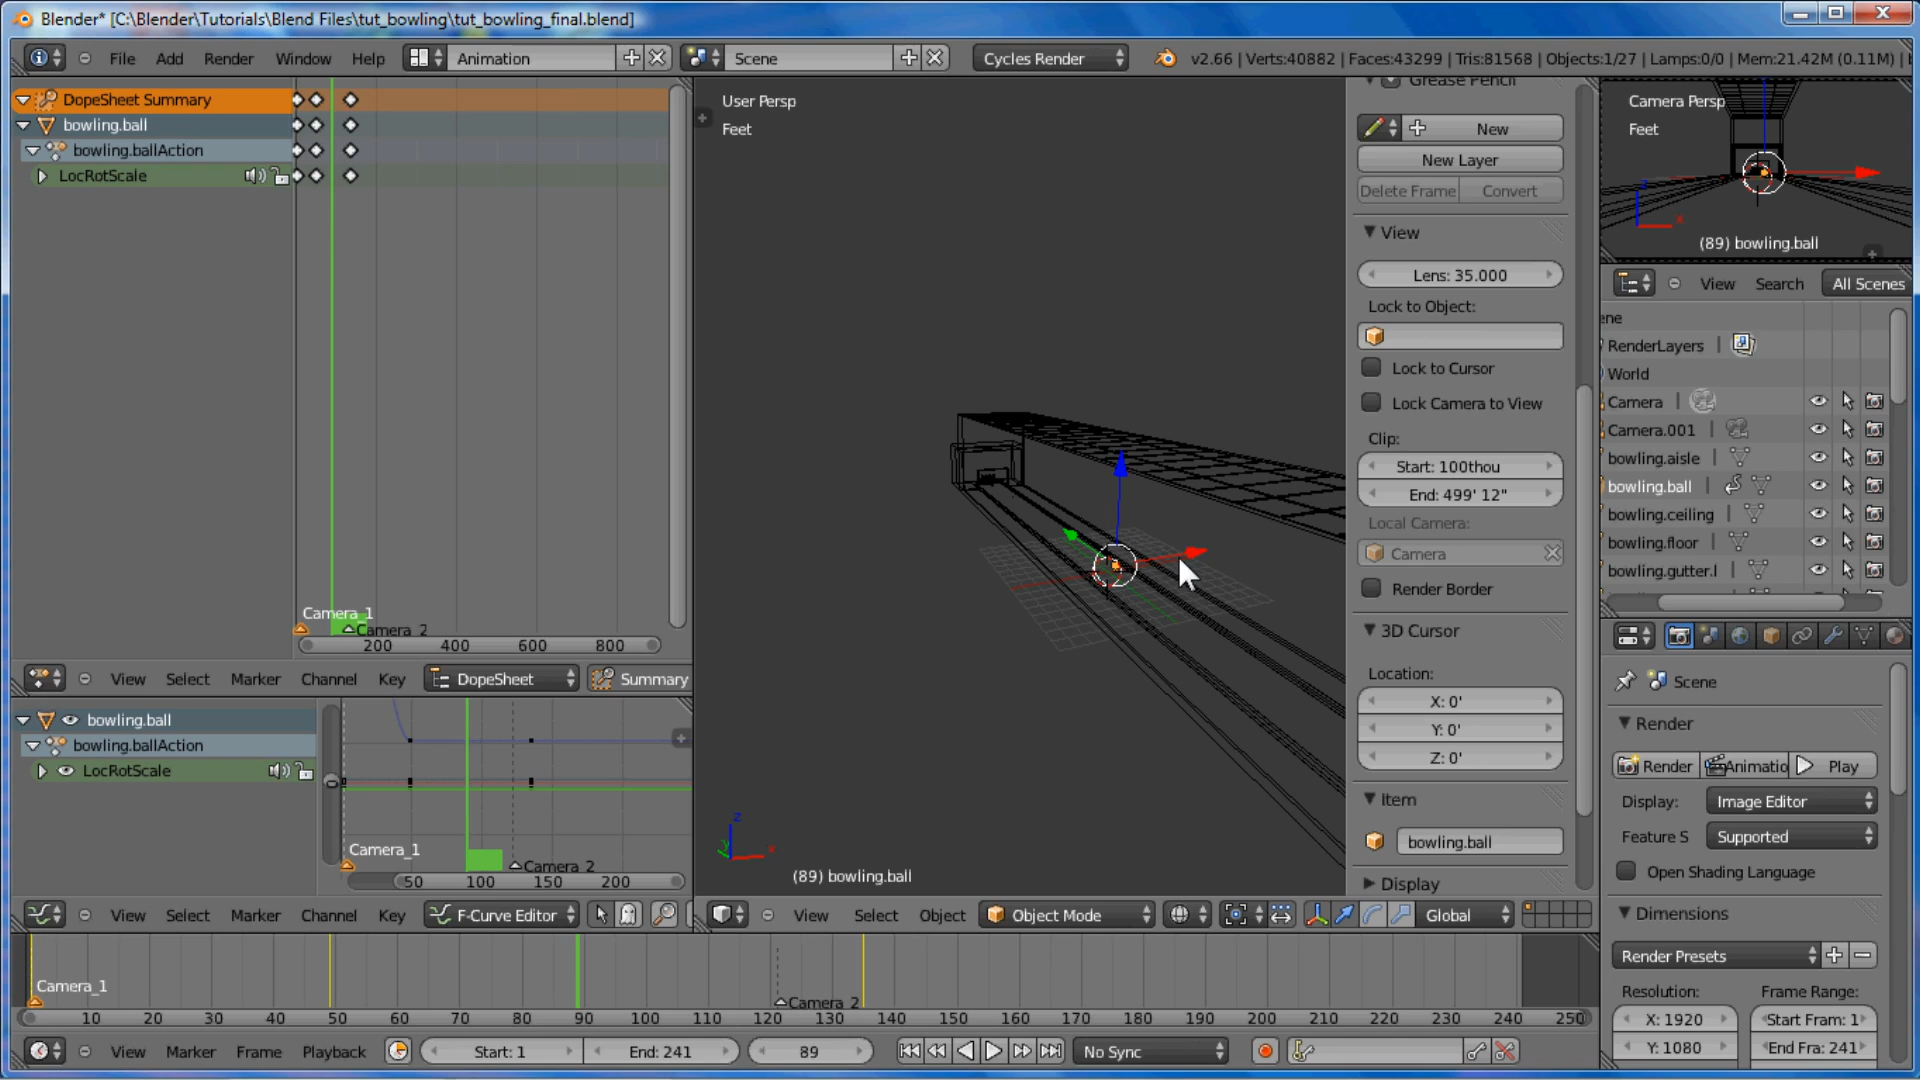 Blender* [C:\Blender\Tutorials\Blend Files\tut_bowling\tut_bowling_final.blend]
File Add Render Window Help Animation Scene Cycles Render v2.66 | Verts:40882 | Faces:43299 | Tris:81568 | Objects:1/27 | Lamps:0/0 | Mem:21.42M (0.11M) |
DopeSheet Summary
bowling.ball
bowling.ballAction
LocRotScale
Camera_1
Camera_2
200 400 600 800
View Select Marker Channel Key DopeSheet Summary
bowling.ball
bowling.ballAction
LocRotScale
Camera_1
Camera_2
50 100 150 200
View Select Marker Channel Key F-Curve Editor
User Persp
Feet
z
y
x
(89) bowling.ball
View Select Object Object Mode Global
Grease Pencil
New
New Layer
Delete Frame Convert
View
Lens: 35.000
Lock to Object:
Lock to Cursor
Lock Camera to View
Clip:
Start: 100thou
End: 499' 12"
Local Camera:
Camera
Render Border
3D Cursor
Location:
X: 0'
Y: 0'
Z: 0'
Item
bowling.ball
Display
Camera Persp
Feet
z
x
(89) bowling.ball
View Search All Scenes
ene
RenderLayers
World
Camera
Camera.001
bowling.aisle
bowling.ball
bowling.ceiling
bowling.floor
bowling.gutter.l
Scene
Render
Render Animatio Play
Display: Image Editor
Feature S Supported
Open Shading Language
Dimensions
Render Presets
Resolution: Frame Range:
X: 1920 Start Fram: 1
Y: 1080 End Fra: 241
Camera_1
Camera_2
10 20 30 40 50 60 70 80 90 100 110 120 130 140 150 160 170 180 190 200 210 220 230 240 250
View Marker Frame Playback Start: 1 End: 241 89 No Sync